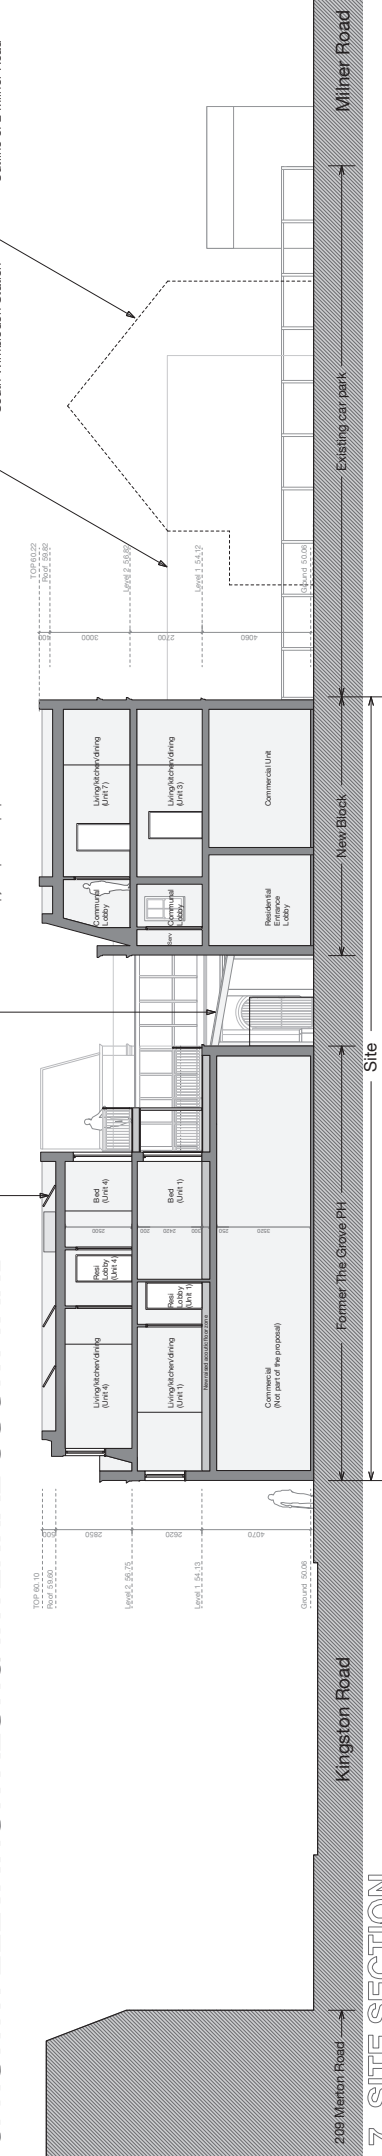 TOP 60.10
Roof 59.60
Level 2 56.75
Level 1 54.13
Ground 50.06
500
2850
2620
4070
Living/kitchen/dining
(Unit 4)
Resi
Lobby
(Unit 4)
Bed
(Unit 4)
2500
Living/kitchen/dining
(Unit 1)
Resi
Lobby
(Unit 1)
Bed
(Unit 1)
2420
200
New raised acoustic floor zone
250
3520
Commercial
(Not part of the proposal)
Communal
Lobby
Living/kitchen/dining
(Unit 7)
Serv
Communal
Lobby
Living/kitchen/dining
(Unit 3)
Residential
Entrance
Lobby
Commercial Unit
TOP 60.22
Roof 59.82
Level 2 56.82
Level 1 54.12
Ground 50.06
3000
2700
4060
209 Merton Road
Kingston Road
Former The Grove PH
New Block
Existing car park
Milner Road
Site
7 SITE SECTION